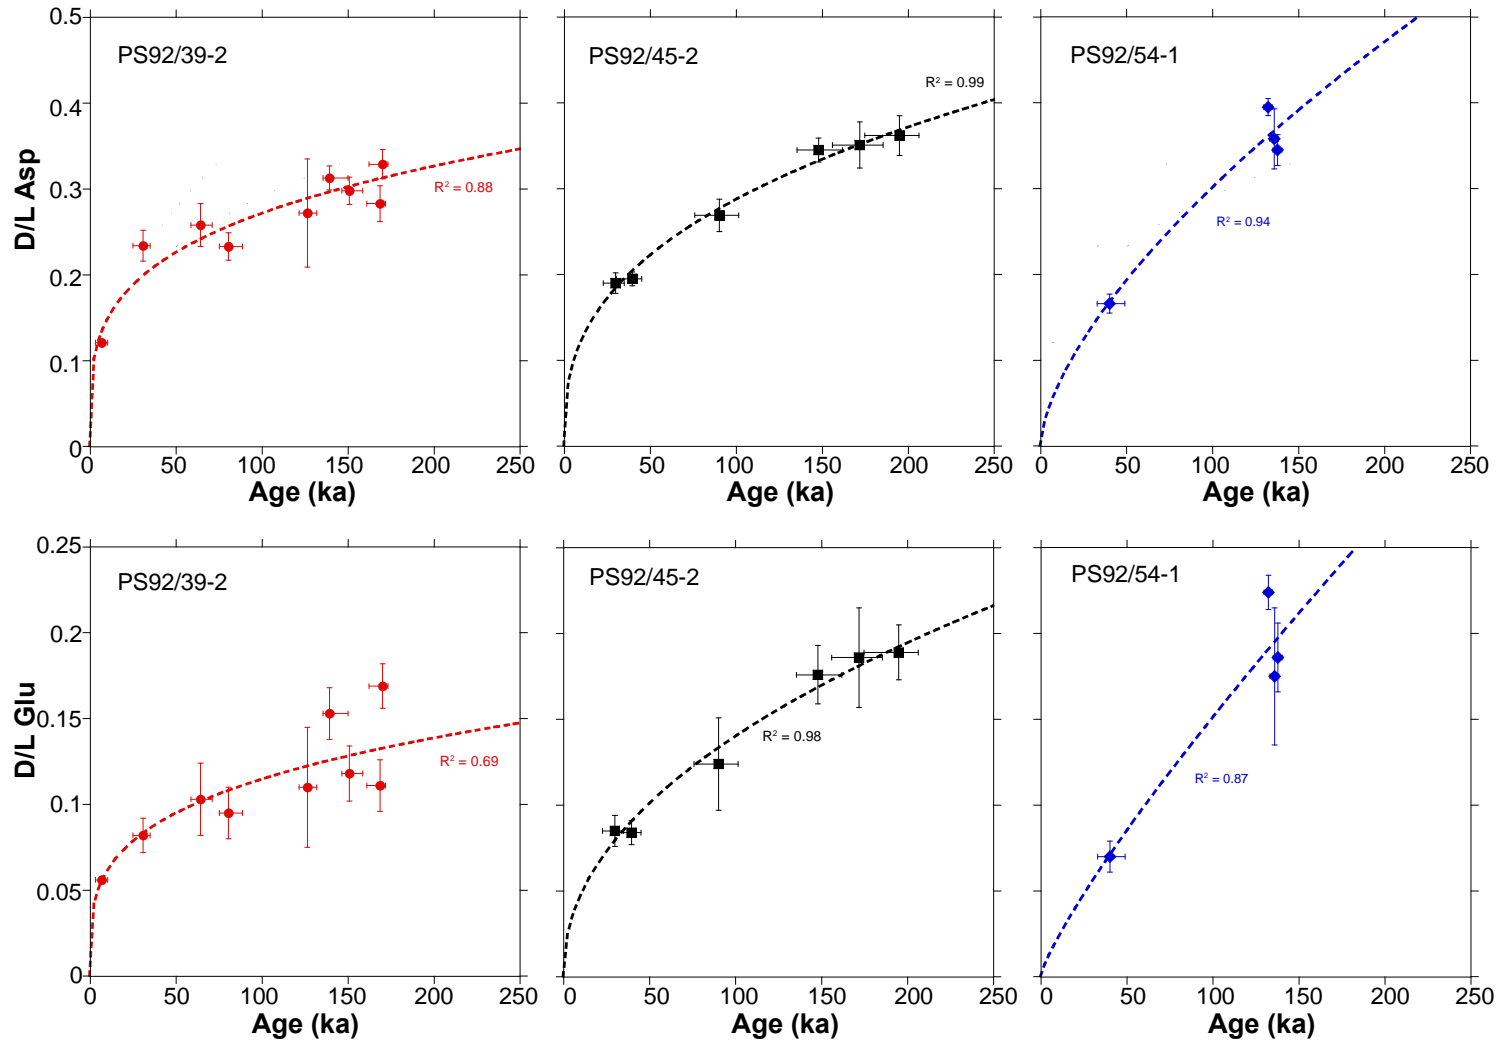 0.5
0.4
0.3
0.2
0.1
0
D/L Asp
PS92/39-2
R² = 0.88
0 50 100 150 200 250
Age (ka)
PS92/45-2
R² = 0.99
0 50 100 150 200 250
Age (ka)
PS92/54-1
R² = 0.94
0 50 100 150 200 250
Age (ka)
0.25
0.2
0.15
0.1
0.05
0
D/L Glu
PS92/39-2
R² = 0.69
0 50 100 150 200 250
Age (ka)
PS92/45-2
R² = 0.98
0 50 100 150 200 250
Age (ka)
PS92/54-1
R² = 0.87
0 50 100 150 200 250
Age (ka)